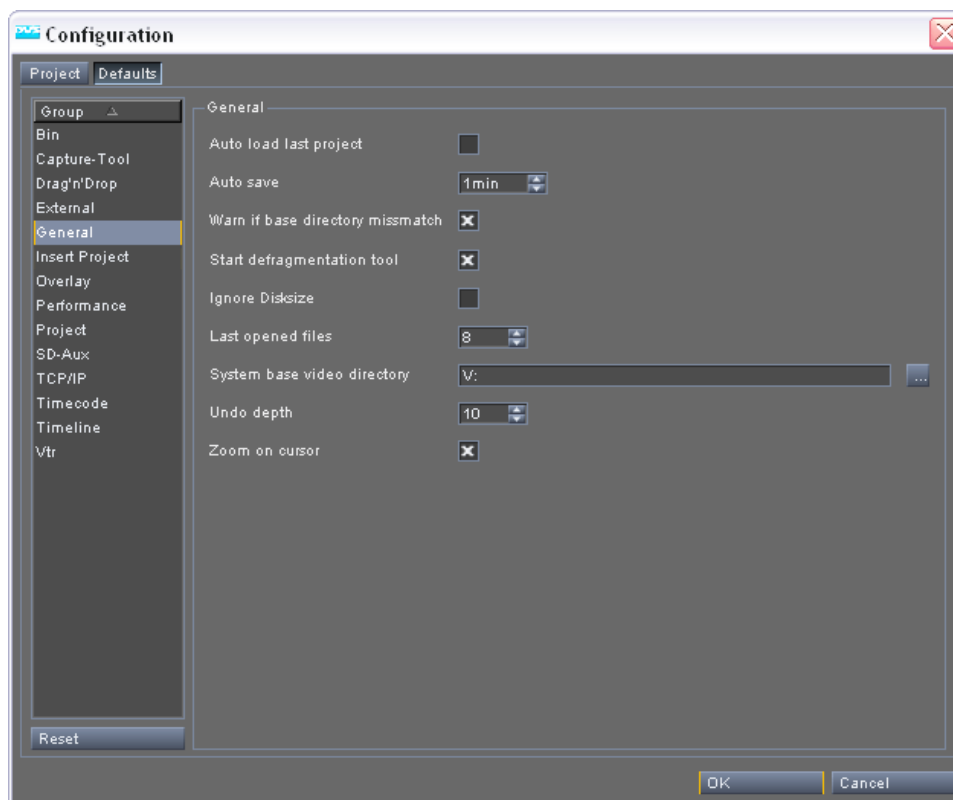 Configuration
Project Defaults
Group
Bin
Capture-Tool
Drag'n'Drop
External
General
Insert Project
Overlay
Performance
Project
SD-Aux
TCP/IP
Timecode
Timeline
Vtr
Reset
General
Auto load last project
Auto save 1min
Warn if base directory missmatch
Start defragmentation tool
Ignore Disksize
Last opened files 8
System base video directory V: ...
Undo depth 10
Zoom on cursor
OK Cancel